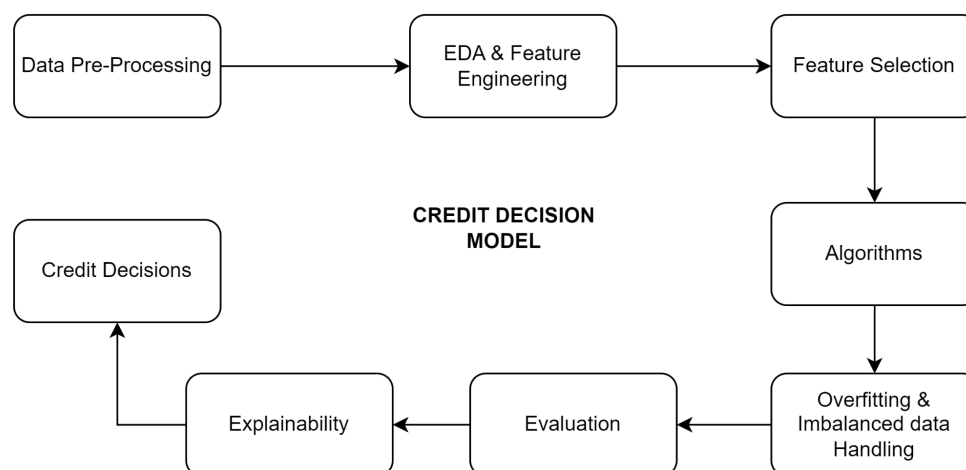 Data Pre-Processing
EDA & Feature
Engineering
Feature Selection
CREDIT DECISION
MODEL
Algorithms
Credit Decisions
Overfitting &
Imbalanced data
Handling
Evaluation
Explainability